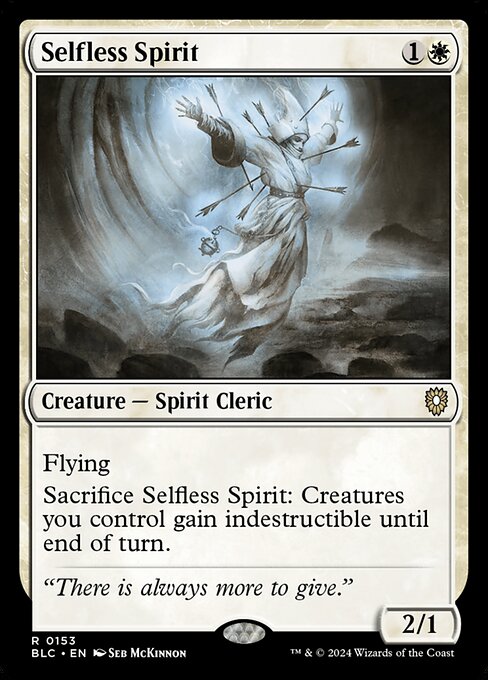 Selfless Spirit 1
Creature — Spirit Cleric
Flying
Sacrifice Selfless Spirit: Creatures
you control gain indestructible until
end of turn.
“There is always more to give.”
2/1
R 0153
BLC • EN Seb McKinnon
™ & © 2024 Wizards of the Coast